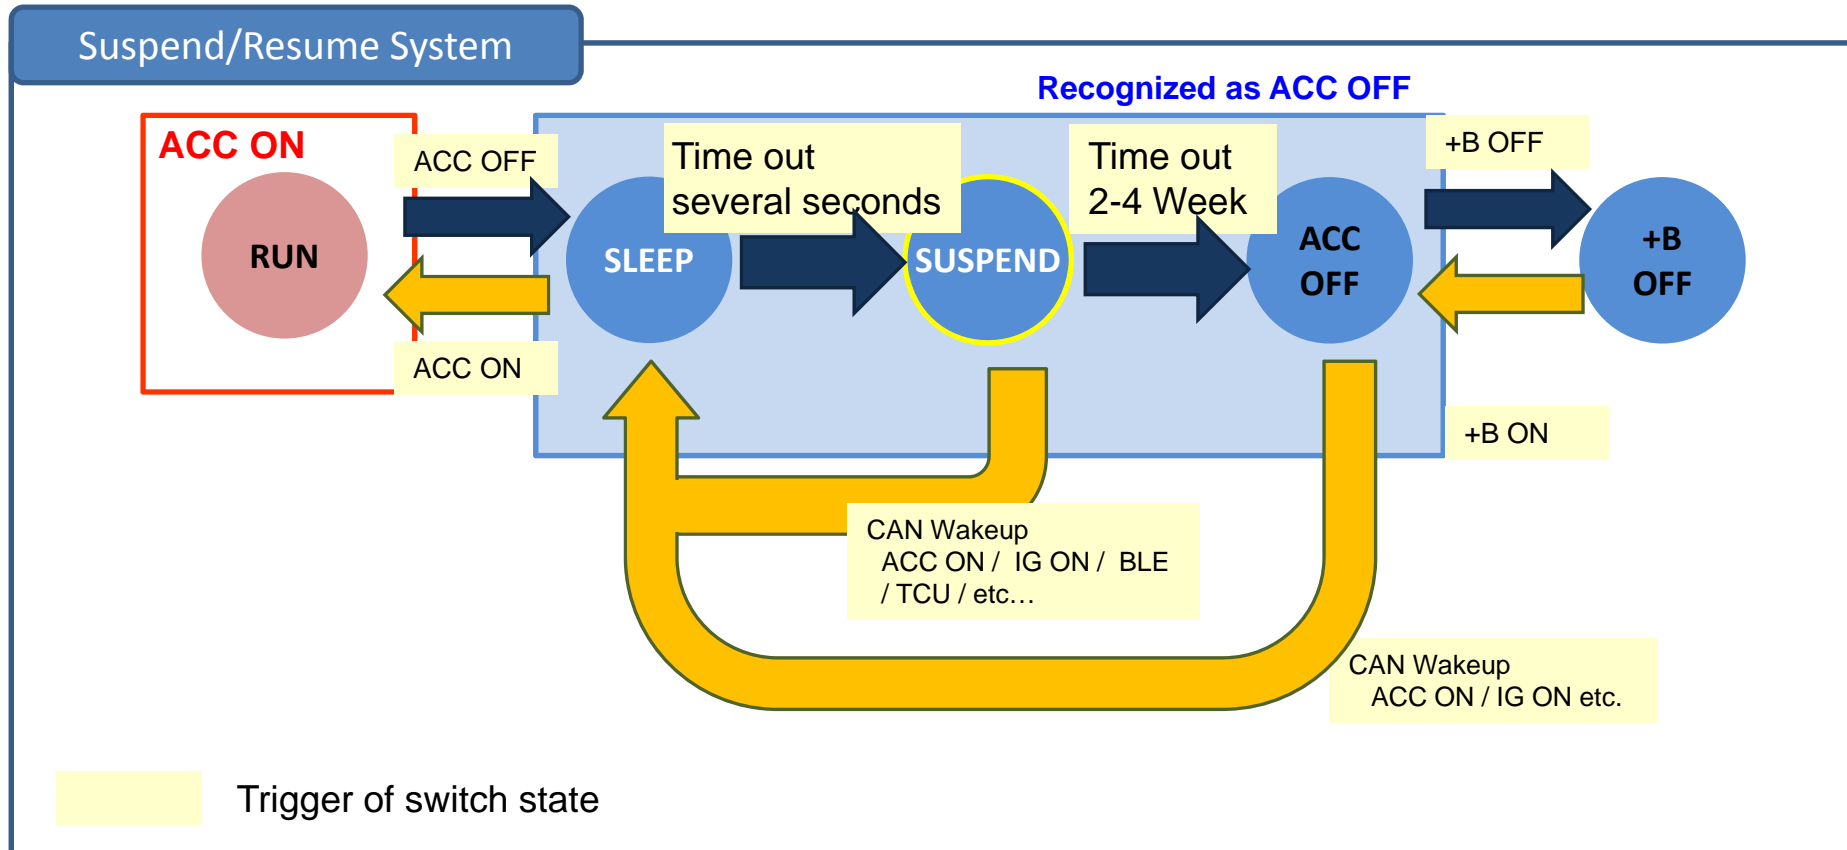 Suspend/Resume System
Recognized as ACC OFF
ACC ON
ACC OFF
Time out
several seconds
Time out
2-4 Week
+B OFF
RUN
SLEEP
SUSPEND
ACC
OFF
+B
OFF
ACC ON
+B ON
CAN Wakeup
ACC ON / IG ON / BLE
/ TCU / etc…
CAN Wakeup
ACC ON / IG ON etc.
Trigger of switch state